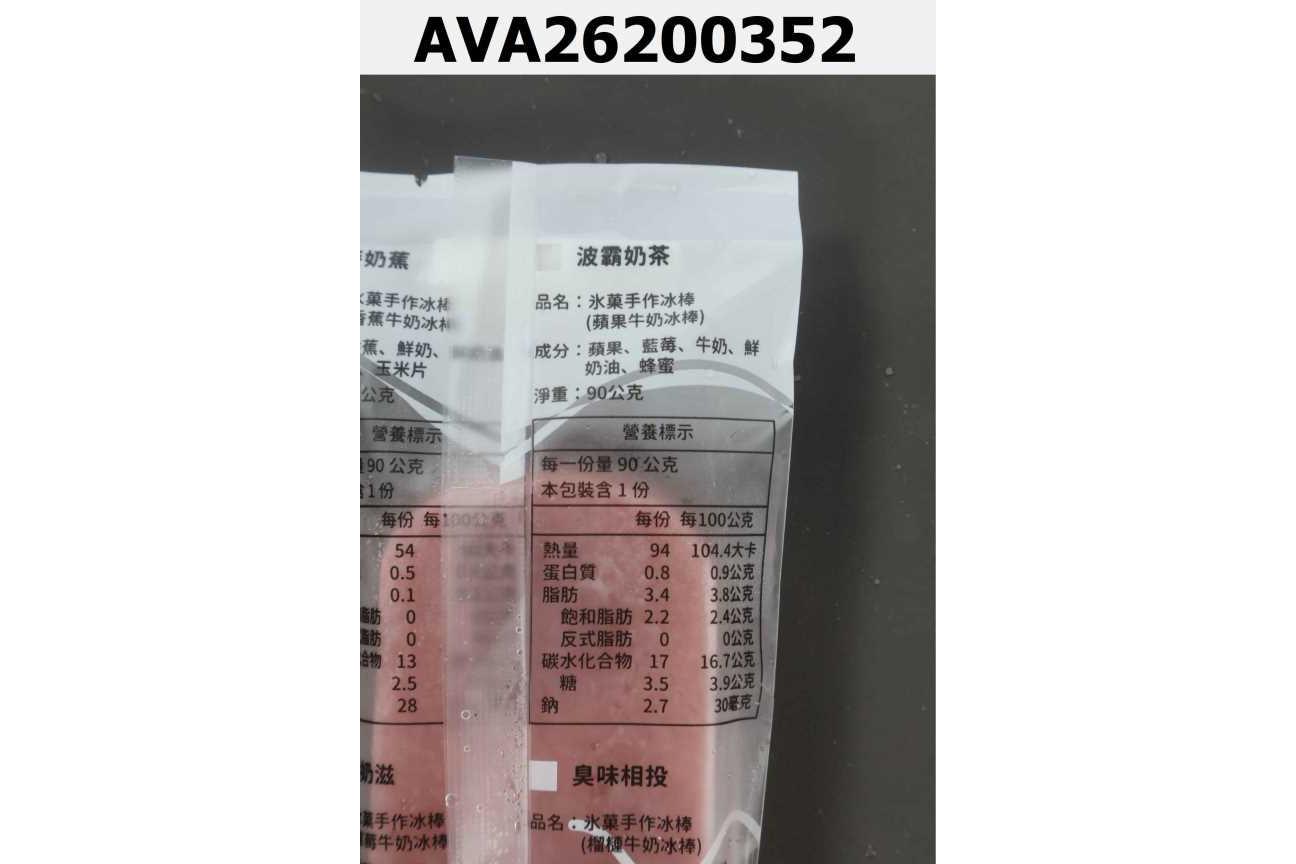 AVA26200352
奶蕉
菓手作冰棒
蕉牛奶冰棒
蕉、鮮奶、
玉米片
公克
營養標示
90 公克
含1份
每份 每100公克
54
0.5
0.1
脂肪 0
脂肪 0
化合物 13
2.5
28
奶滋
菓手作冰棒
莓牛奶冰棒
波霸奶茶
品名：氷菓手作冰棒
(蘋果牛奶冰棒)
成分：蘋果、藍莓、牛奶、鮮
奶油、蜂蜜
淨重：90公克
營養標示
每一份量 90 公克
本包裝含 1 份
每份 每100公克
熱量 94 104.4大卡
蛋白質 0.8 0.9公克
脂肪 3.4 3.8公克
飽和脂肪 2.2 2.4公克
反式脂肪 0 0公克
碳水化合物 17 16.7公克
糖 3.5 3.9公克
鈉 2.7 30毫克
臭味相投
品名：氷菓手作冰棒
(榴槤牛奶冰棒)